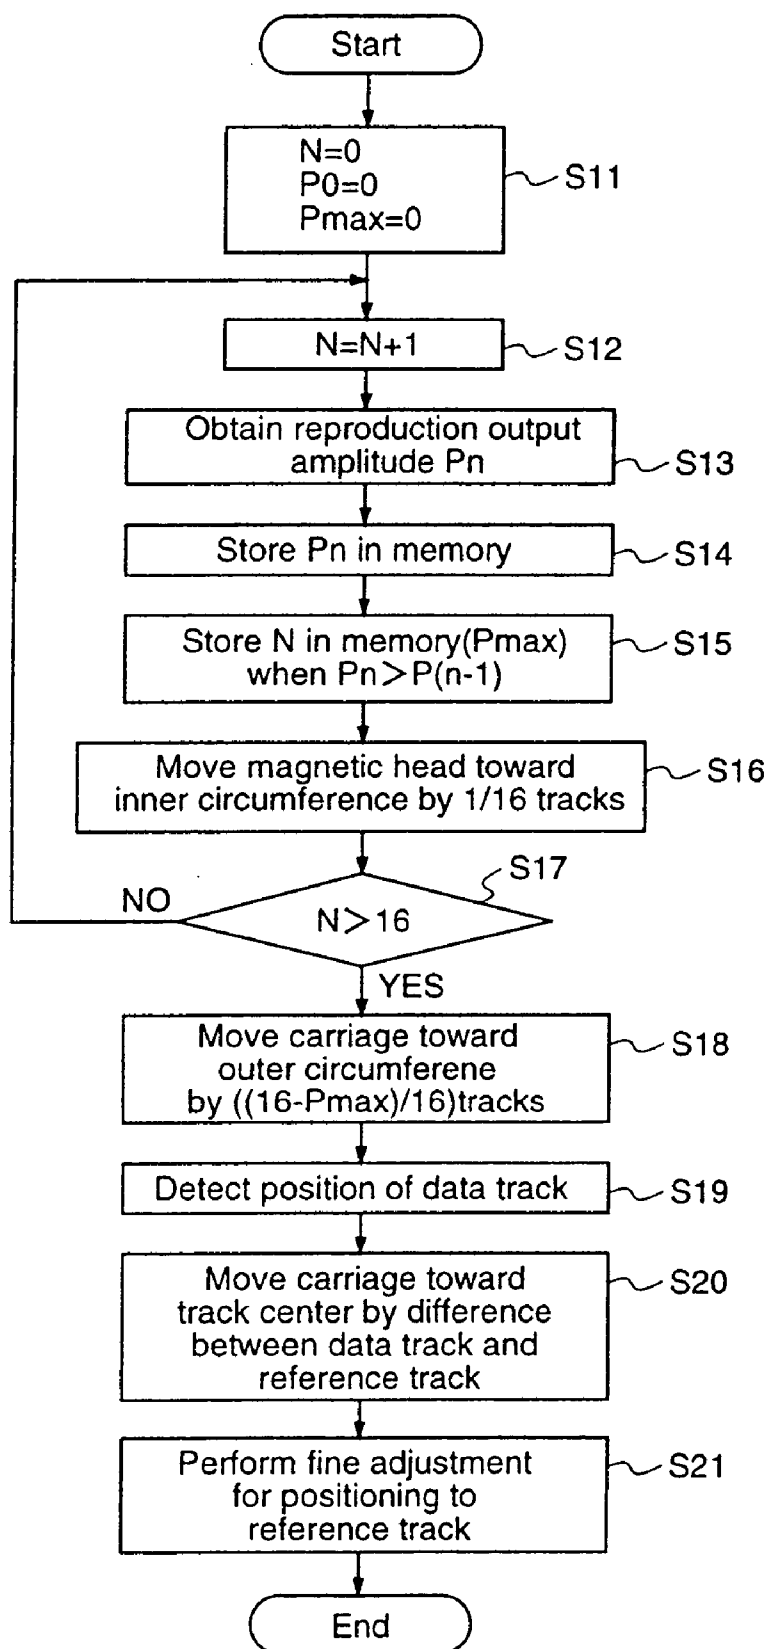 Start
N=0
P0=0
Pmax=0
S11
N=N+1
S12
Obtain reproduction output
amplitude Pn
S13
Store Pn in memory
S14
Store N in memory(Pmax)
when Pn>P(n-1)
S15
Move magnetic head toward
inner circumference by 1/16 tracks
S16
S17
NO
N>16
YES
Move carriage toward
outer circumferene
by ((16-Pmax)/16)tracks
S18
Detect position of data track
S19
Move carriage toward
track center by difference
between data track and
reference track
S20
Perform fine adjustment
for positioning to
reference track
S21
End